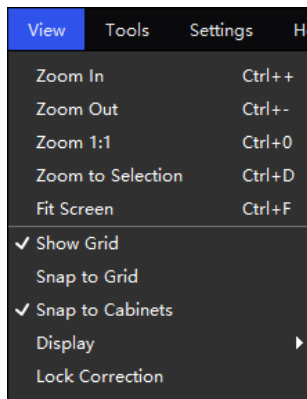 View Tools Settings H
Zoom In Ctrl++
Zoom Out Ctrl+-
Zoom 1:1 Ctrl+0
Zoom to Selection Ctrl+D
Fit Screen Ctrl+F
Show Grid
Snap to Grid
Snap to Cabinets
Display
Lock Correction